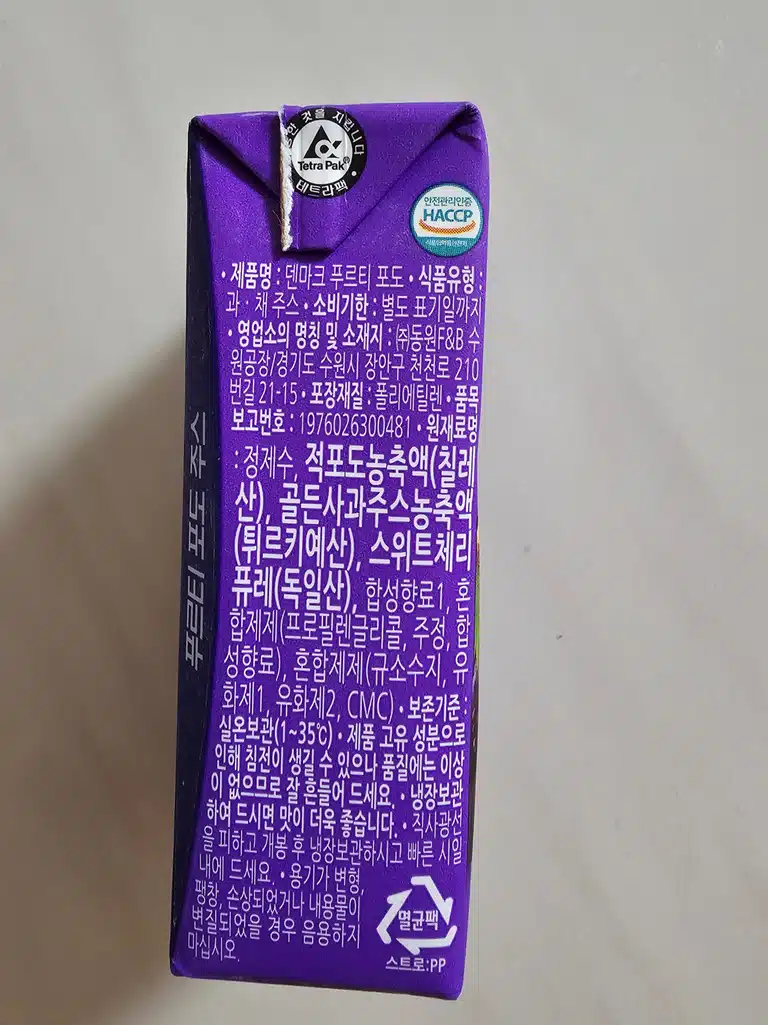 한 것을 지킵니다
Tetra Pak®
테트라팩
안전관리인증
HACCP
식품의약품안전처
• 제품명 : 덴마크 푸르티 포도 • 식품유형 :
과 · 채 주스 • 소비기한 : 별도 표기일까지
• 영업소의 명칭 및 소재지 : ㈜동원F&B 수
원공장/경기도 수원시 장안구 천천로 210
번길 21-15 • 포장재질 : 폴리에틸렌 • 품목
보고번호 : 1976026300481 • 원재료명
: 정제수, 적포도농축액(칠레
산), 골든사과주스농축액
(튀르키예산), 스위트체리
퓨레(독일산), 합성향료1, 혼
합제제(프로필렌글리콜, 주정, 합
성향료), 혼합제제(규소수지, 유
화제1, 유화제2, CMC) • 보존기준 :
실온보관(1~35℃) • 제품 고유 성분으로
인해 침전이 생길 수 있으나 품질에는 이상
이 없으므로 잘 흔들어 드세요. • 냉장보관
하여 드시면 맛이 더욱 좋습니다. • 직사광선
을 피하고 개봉 후 냉장보관하시고 빠른 시일
내에 드세요. • 용기가 변형,
팽창, 손상되었거나 내용물이
변질되었을 경우 음용하지
마십시오.
멸균팩
스트로:PP
푸르티 포도 주스